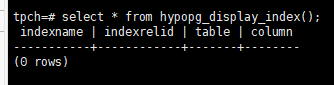 tpch=# select * from hypopg_display_index();
 indexname | indexrelid | table | column
-----------+------------+-------+--------
(0 rows)